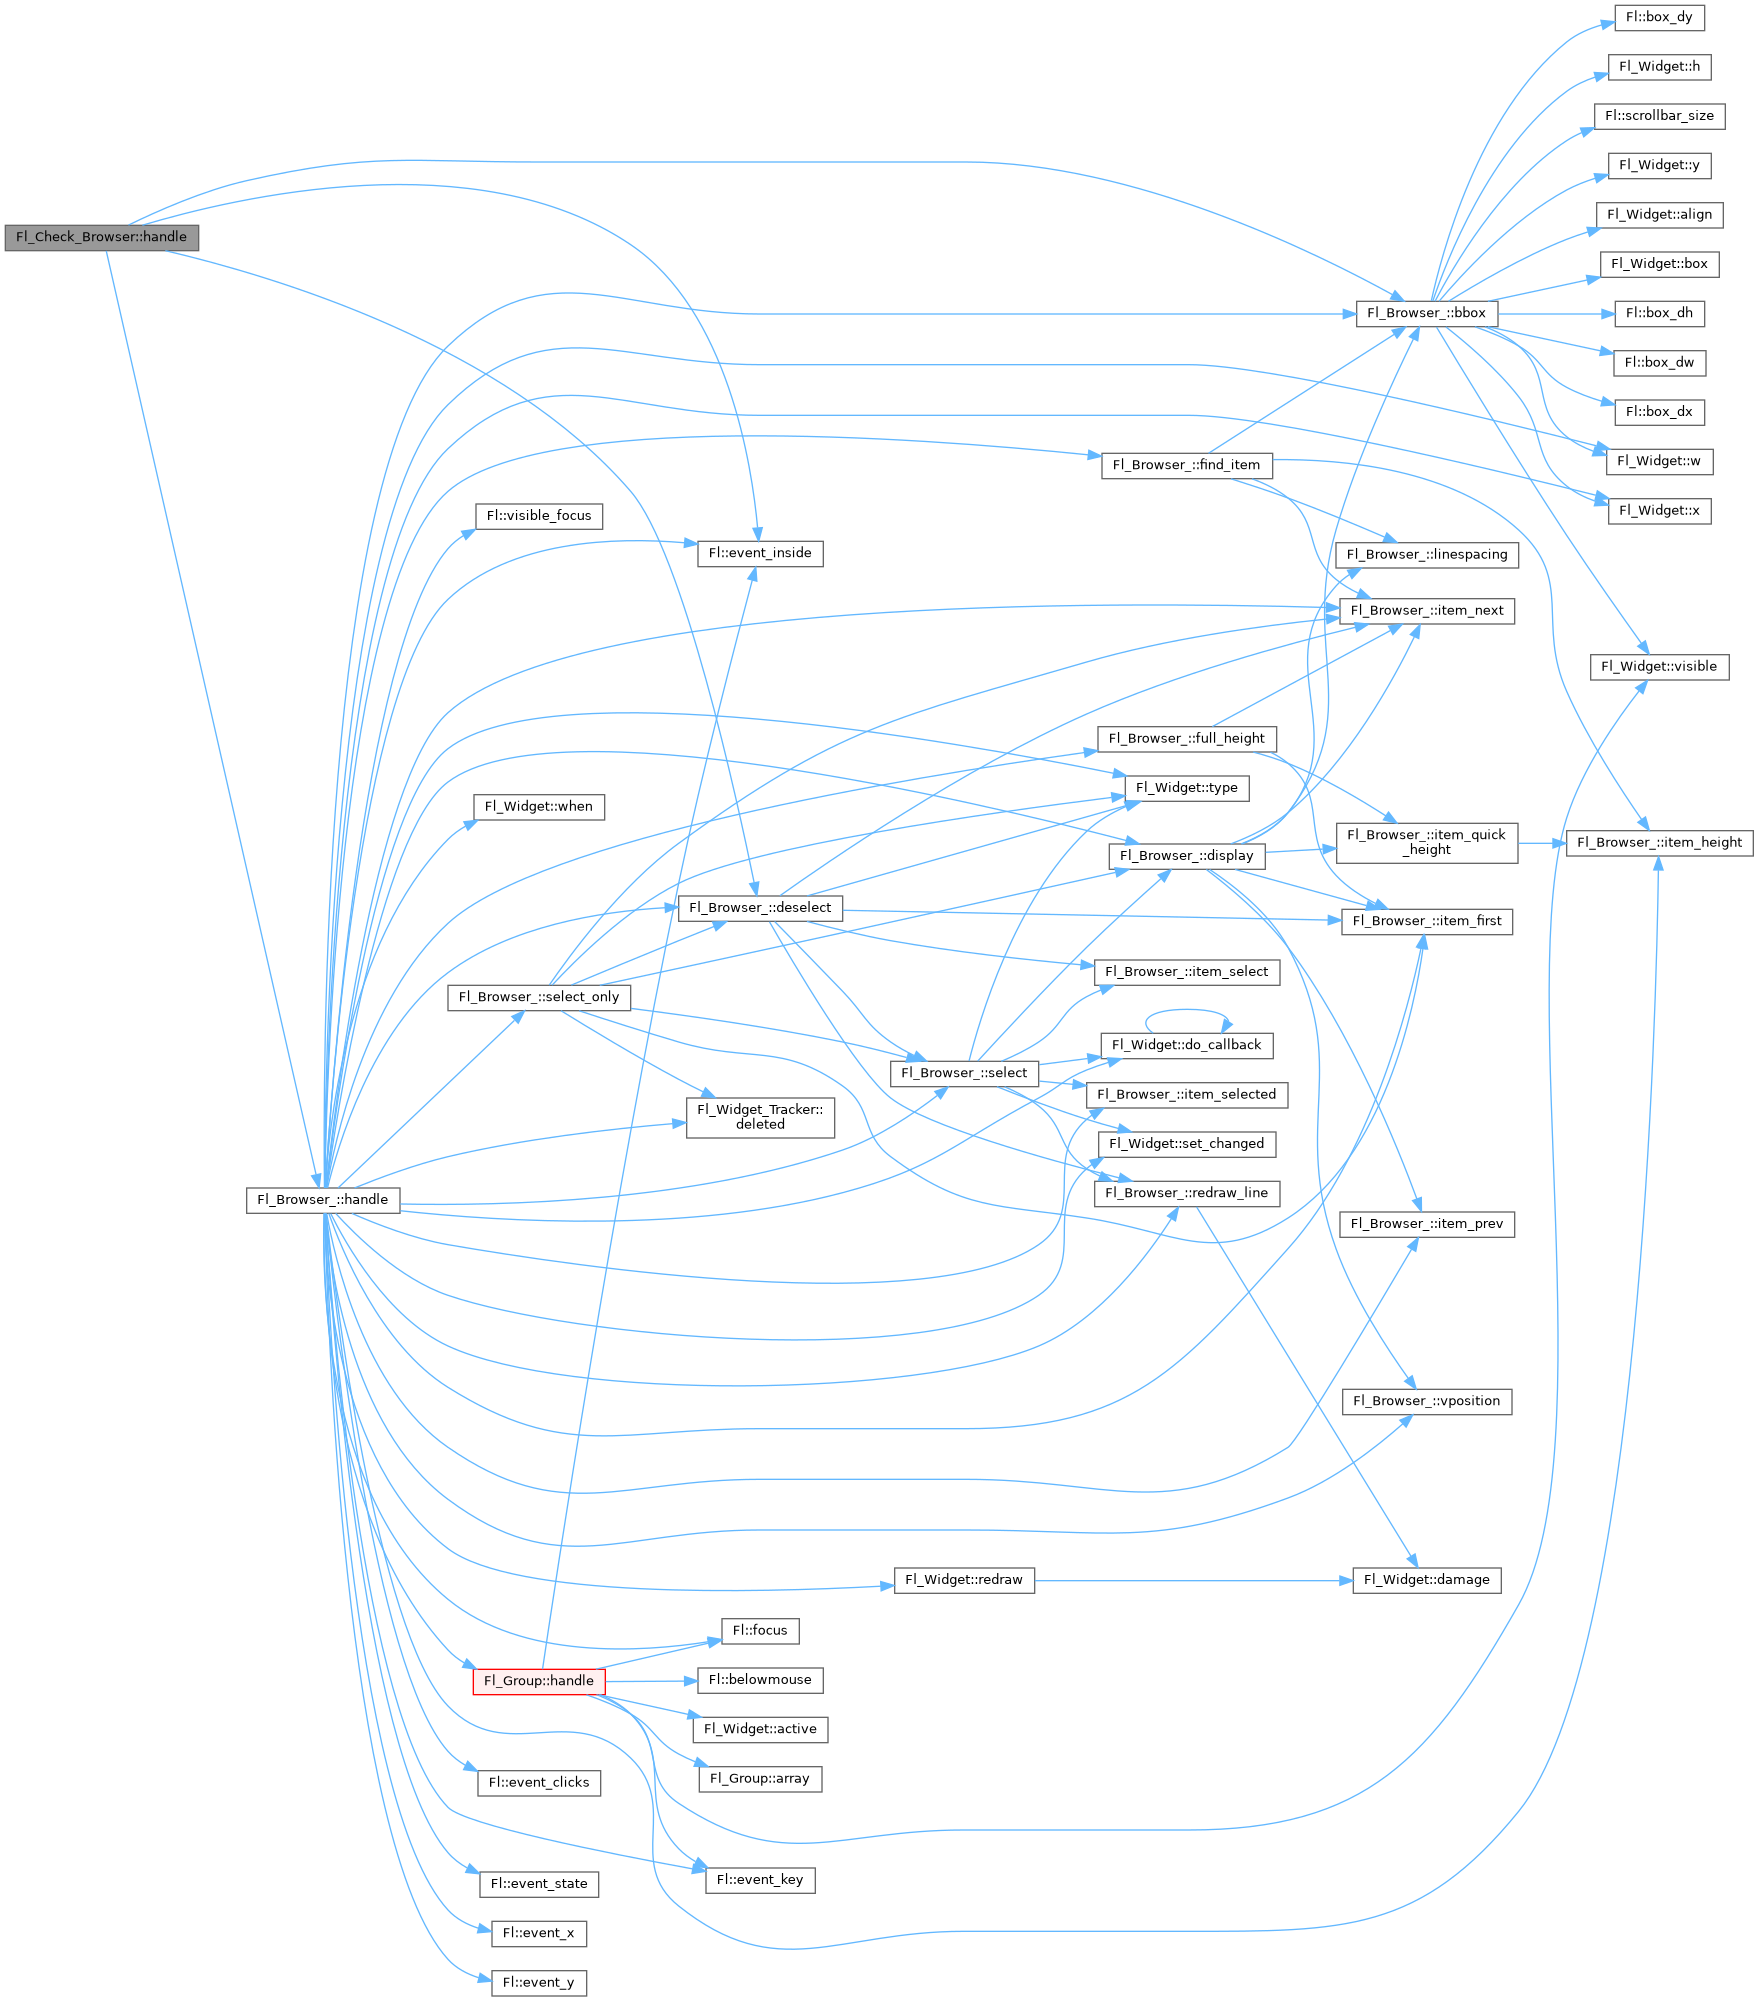 Fl::box_dy
Fl_Widget::h
Fl::scrollbar_size
Fl_Widget::y
Fl_Widget::align
Fl_Check_Browser::handle
Fl_Widget::box
Fl_Browser_::bbox
Fl::box_dh
Fl::box_dw
Fl::box_dx
Fl_Browser_::find_item
Fl_Widget::w
Fl_Widget::x
Fl::visible_focus
Fl::event_inside
Fl_Browser_::linespacing
Fl_Browser_::item_next
Fl_Widget::visible
Fl_Browser_::full_height
Fl_Widget::type
Fl_Widget::when
Fl_Browser_::item_quick
_height
Fl_Browser_::item_height
Fl_Browser_::display
Fl_Browser_::deselect
Fl_Browser_::item_first
Fl_Browser_::item_select
Fl_Browser_::select_only
Fl_Widget::do_callback
Fl_Browser_::select
Fl_Browser_::item_selected
Fl_Widget_Tracker::
deleted
Fl_Widget::set_changed
Fl_Browser_::redraw_line
Fl_Browser_::handle
Fl_Browser_::item_prev
Fl_Browser_::vposition
Fl_Widget::redraw
Fl_Widget::damage
Fl::focus
Fl_Group::handle
Fl::belowmouse
Fl_Widget::active
Fl_Group::array
Fl::event_clicks
Fl::event_key
Fl::event_state
Fl::event_x
Fl::event_y